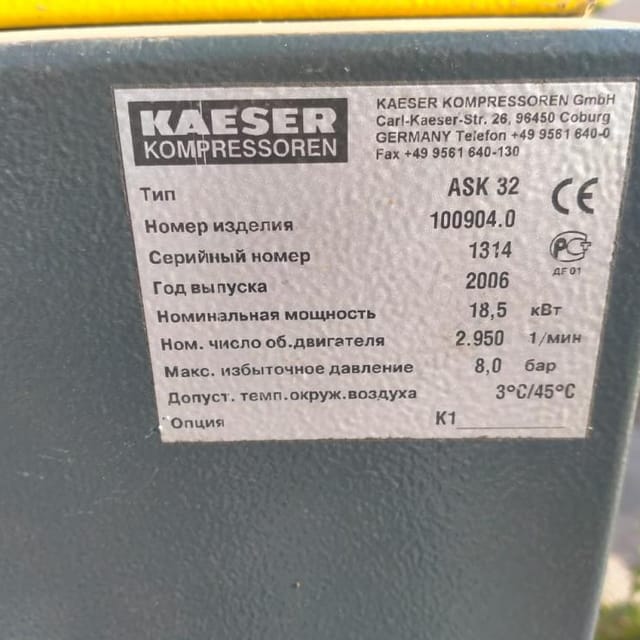 KAESER
KOMPRESSOREN
KAESER KOMPRESSOREN GmbH
Carl-Kaeser-Str. 26, 96450 Coburg
GERMANY Telefon +49 9561 640-0
Fax +49 9561 640-130
CE
Тип ASK 32
Номер изделия 100904.0
Серийный номер 1314
РСТ
ДГ01
Год выпуска 2006
Номинальная мощность 18,5 кВт
Ном. число об.двигателя 2.950 1/мин
Макс. избыточное давление 8,0 бар
Допуст. темп.окруж.воздуха 3°C/45°C
Опция K1